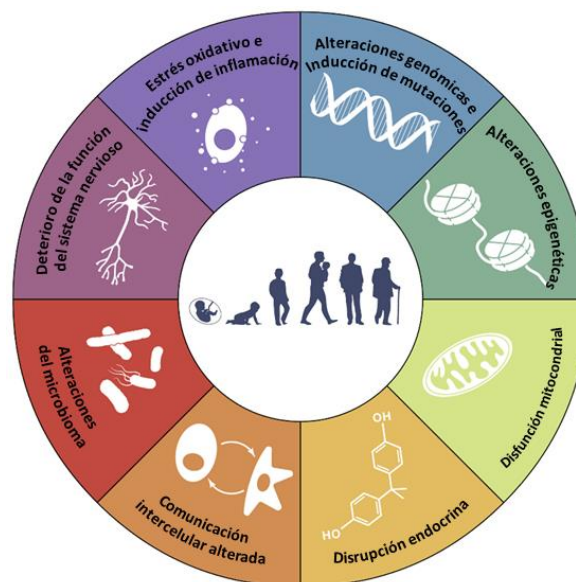 Estrés oxidativo e
inducción de inflamación
Alteraciones genómicas e
Inducción de mutaciones
Alteraciones epigenéticas
Disfunción mitocondrial
OH
HO
Disrupción endocrina
Comunicación
intercelular alterada
Alteraciones
del microbioma
Deterioro de la función
del sistema nervioso